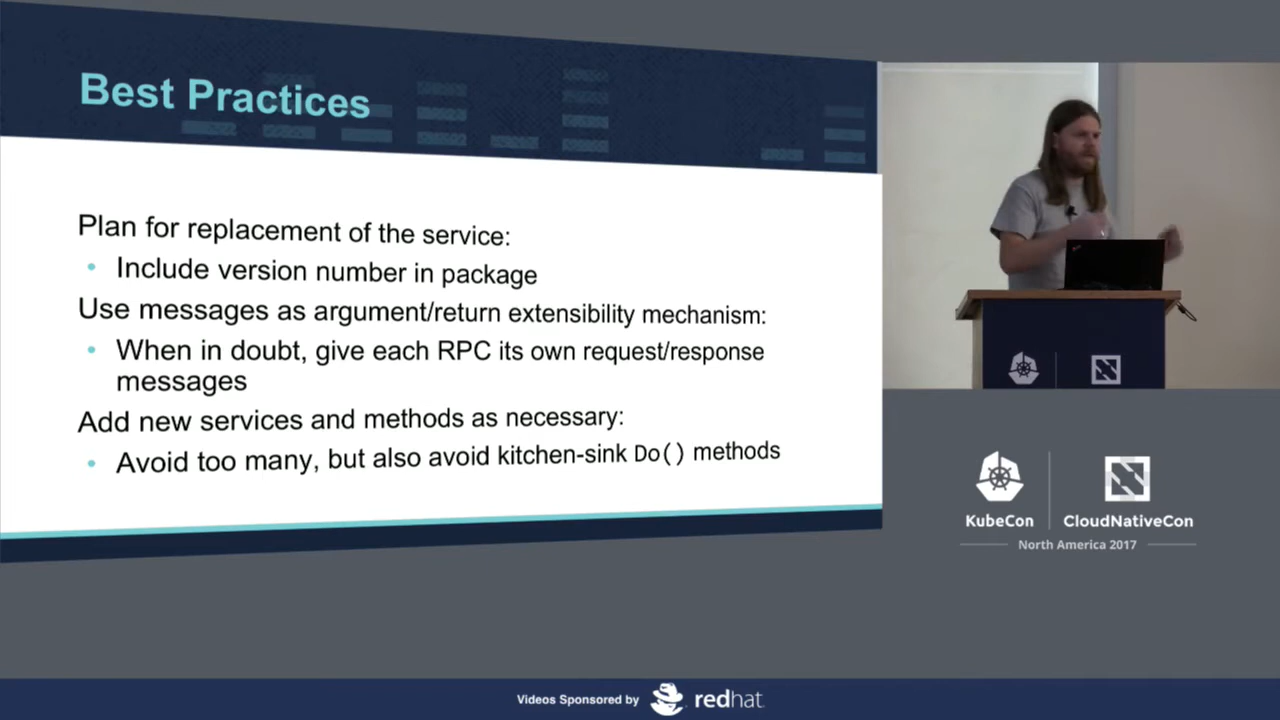 Best Practices
Plan for replacement of the service:
• Include version number in package
Use messages as argument/return extensibility mechanism:
• When in doubt, give each RPC its own request/response
messages
Add new services and methods as necessary:
• Avoid too many, but also avoid kitchen-sink Do() methods
KubeCon
CloudNativeCon
North America 2017
Videos Sponsored by
redhat